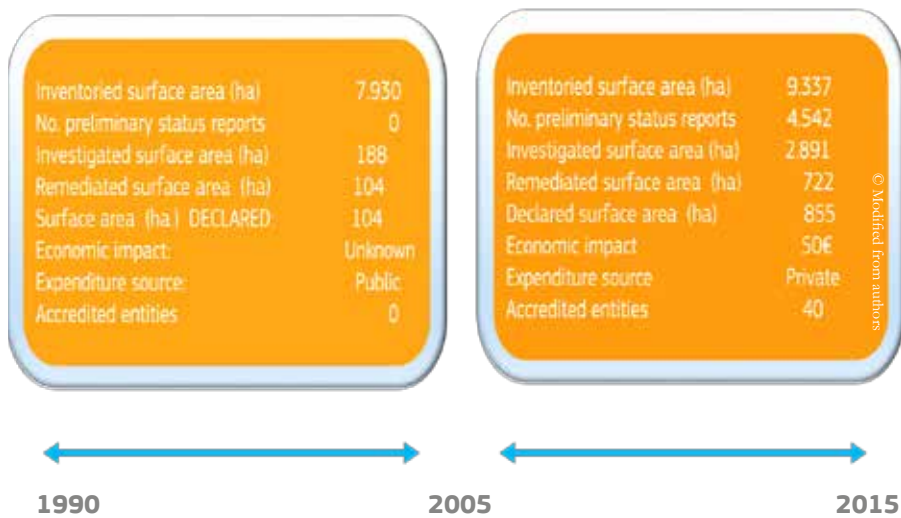 Inventoried surface area (ha) 7.930
No. preliminary status reports 0
Investigated surface area (ha) 188
Remediated surface area (ha) 104
Surface area (ha) DECLARED 104
Economic impact: Unknown
Expenditure source: Public
Accredited entities 0
Inventoried surface area (ha) 9.337
No. preliminary status reports 4.542
Investigated surface area (ha) 2.891
Remediated surface area (ha) 722
Declared surface area (ha) 855
Economic impact 50€
Expenditure source Private
Accredited entities 40
© Modified from authors
1990 2005 2015